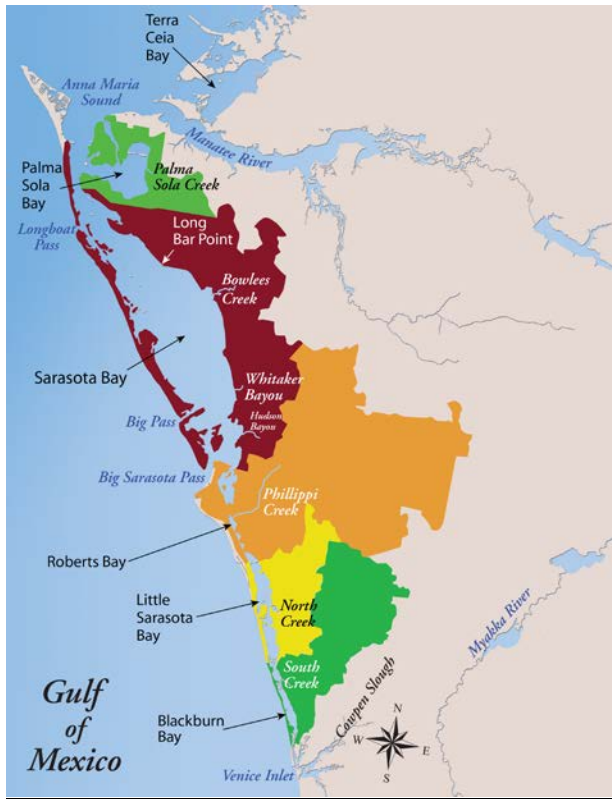 Terra
Ceia
Bay
Anna Maria
Sound
Manatee River
Palma
Sola
Bay
Palma
Sola Creek
Longboat
Pass
Long
Bar Point
Bowlees
Creek
Sarasota Bay
Whitaker
Bayou
Big Pass
Hudson
Bayou
Big Sarasota Pass
Phillippi
Creek
Roberts Bay
Little
Sarasota
Bay
North
Creek
Myakka River
South
Creek
Cowpen Slough
Gulf
of
Mexico
Blackburn
Bay
N
W
E
S
Venice Inlet